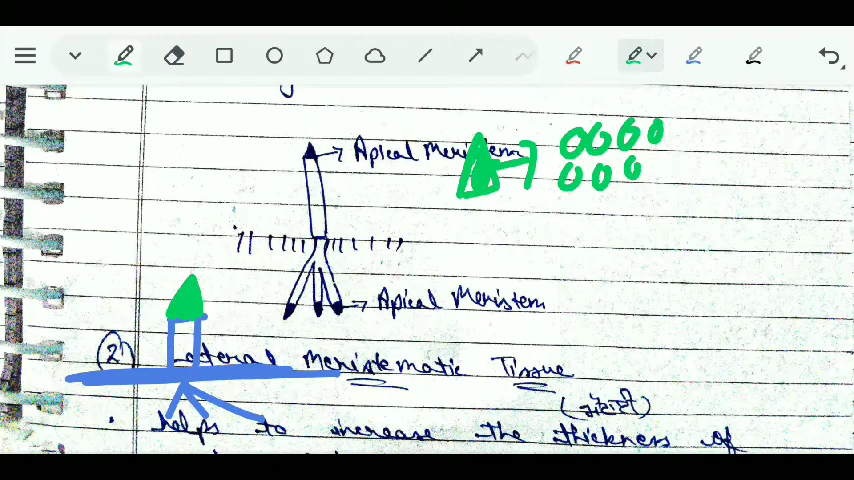 Apical Meristem
Apical Meristem
(2) Lateral Meristematic Tissue
(मोटाई)
• helps to increase the thickness of